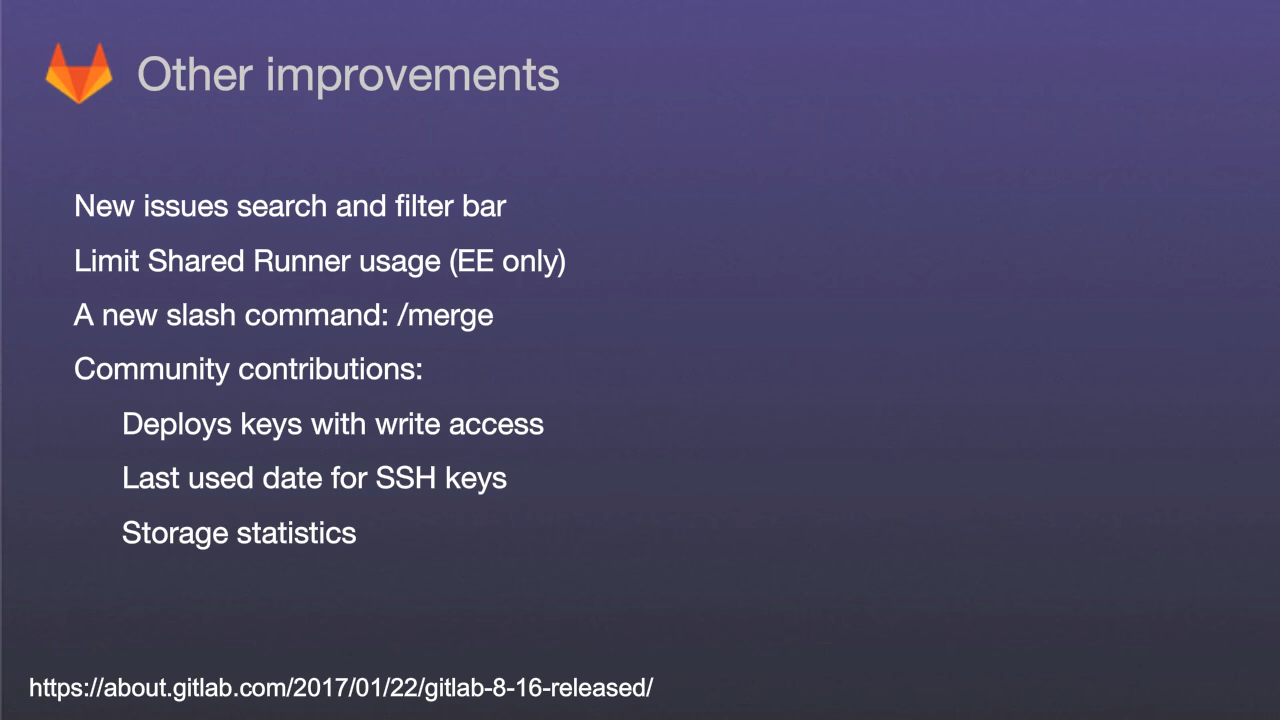 Other improvements
New issues search and filter bar
Limit Shared Runner usage (EE only)
A new slash command: /merge
Community contributions:
Deploys keys with write access
Last used date for SSH keys
Storage statistics
https://about.gitlab.com/2017/01/22/gitlab-8-16-released/